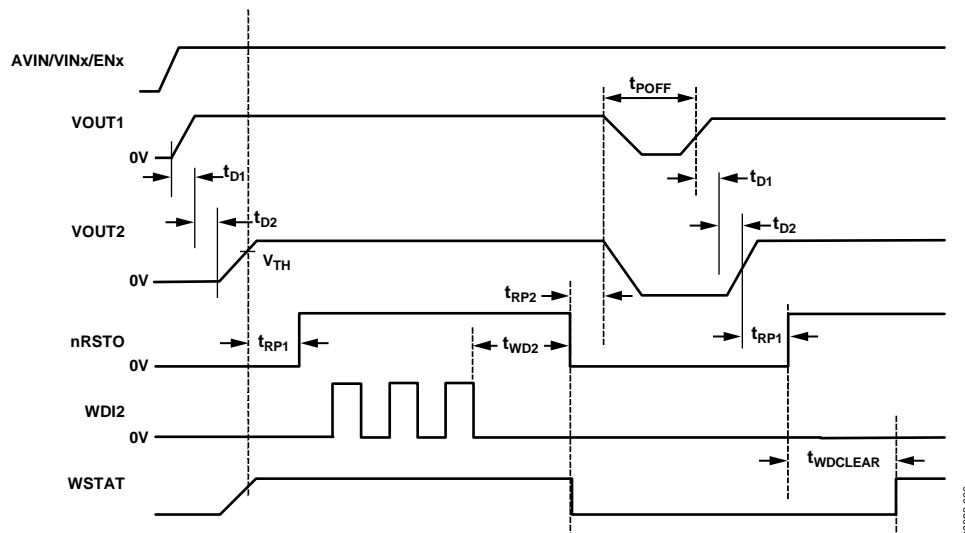 AVIN/VINx/ENx
tPOFF
VOUT1
0V
tD1
tD1
tD2
tD2
VOUT2
VTH
0V
tRP2
nRSTO
tRP1
tWD2
tRP1
0V
WDI2
0V
tWDCLEAR
WSTAT